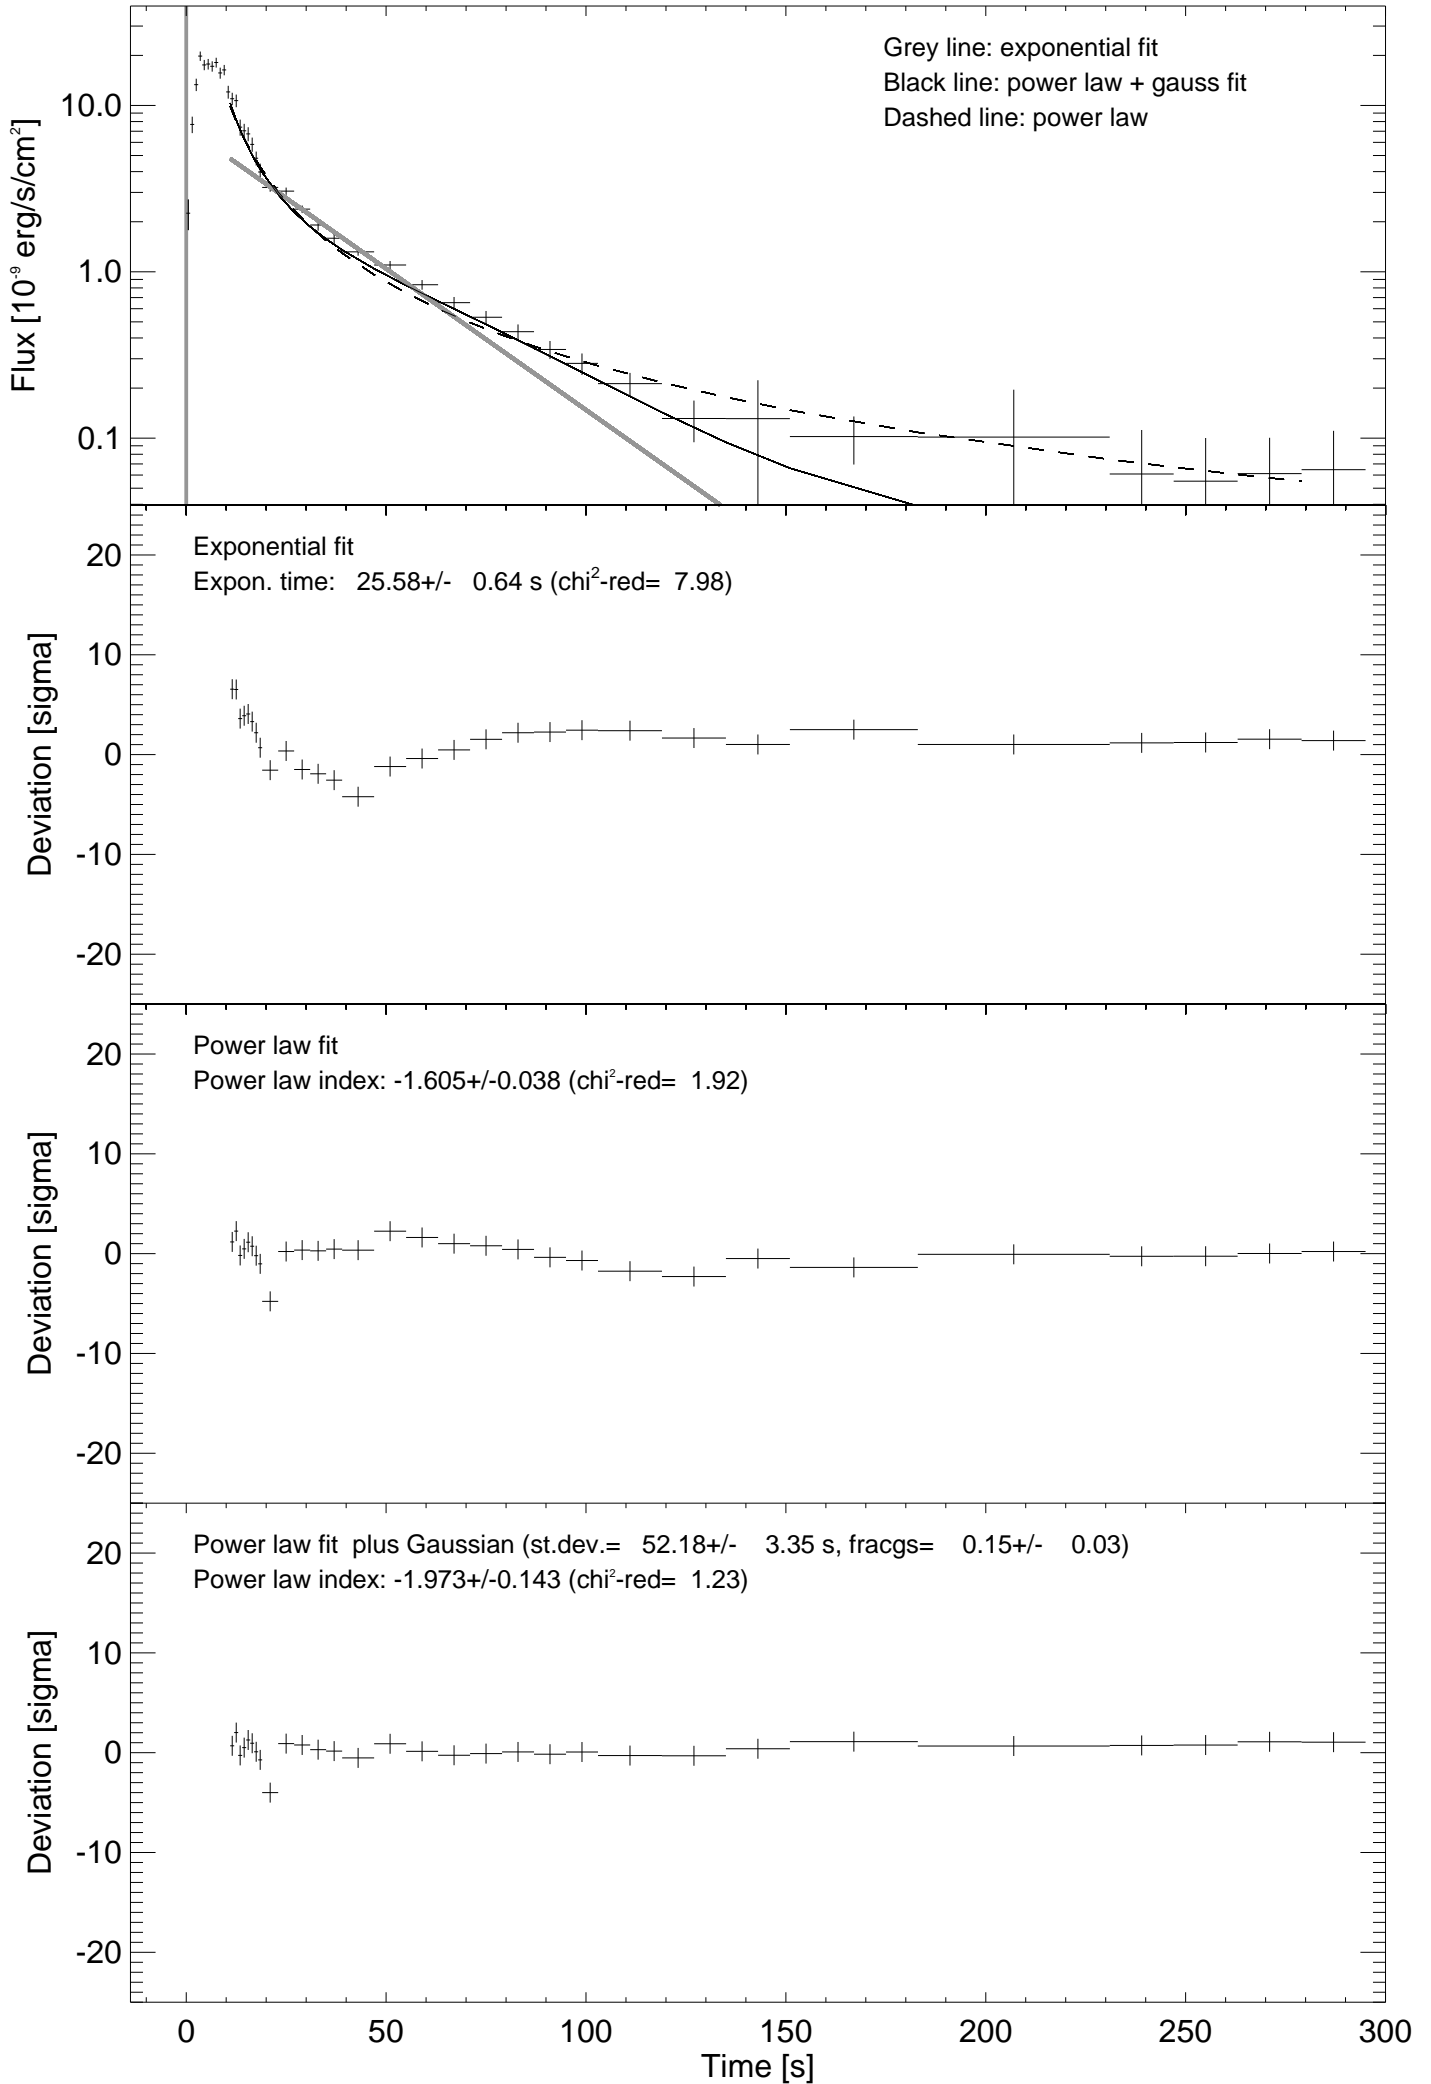 Grey line: exponential fit
Black line: power law + gauss fit
Dashed line: power law
10.0
1.0
0.1
Flux [10⁻⁹ erg/s/cm²]
Exponential fit
Expon. time: 25.58+/- 0.64 s (chi²-red= 7.98)
20
10
0
-10
-20
Deviation [sigma]
Power law fit
Power law index: -1.605+/-0.038 (chi²-red= 1.92)
20
10
0
-10
-20
Deviation [sigma]
Power law fit plus Gaussian (st.dev.= 52.18+/- 3.35 s, fracgs= 0.15+/- 0.03)
Power law index: -1.973+/-0.143 (chi²-red= 1.23)
20
10
0
-10
-20
Deviation [sigma]
0 50 100 150 200 250 300
Time [s]